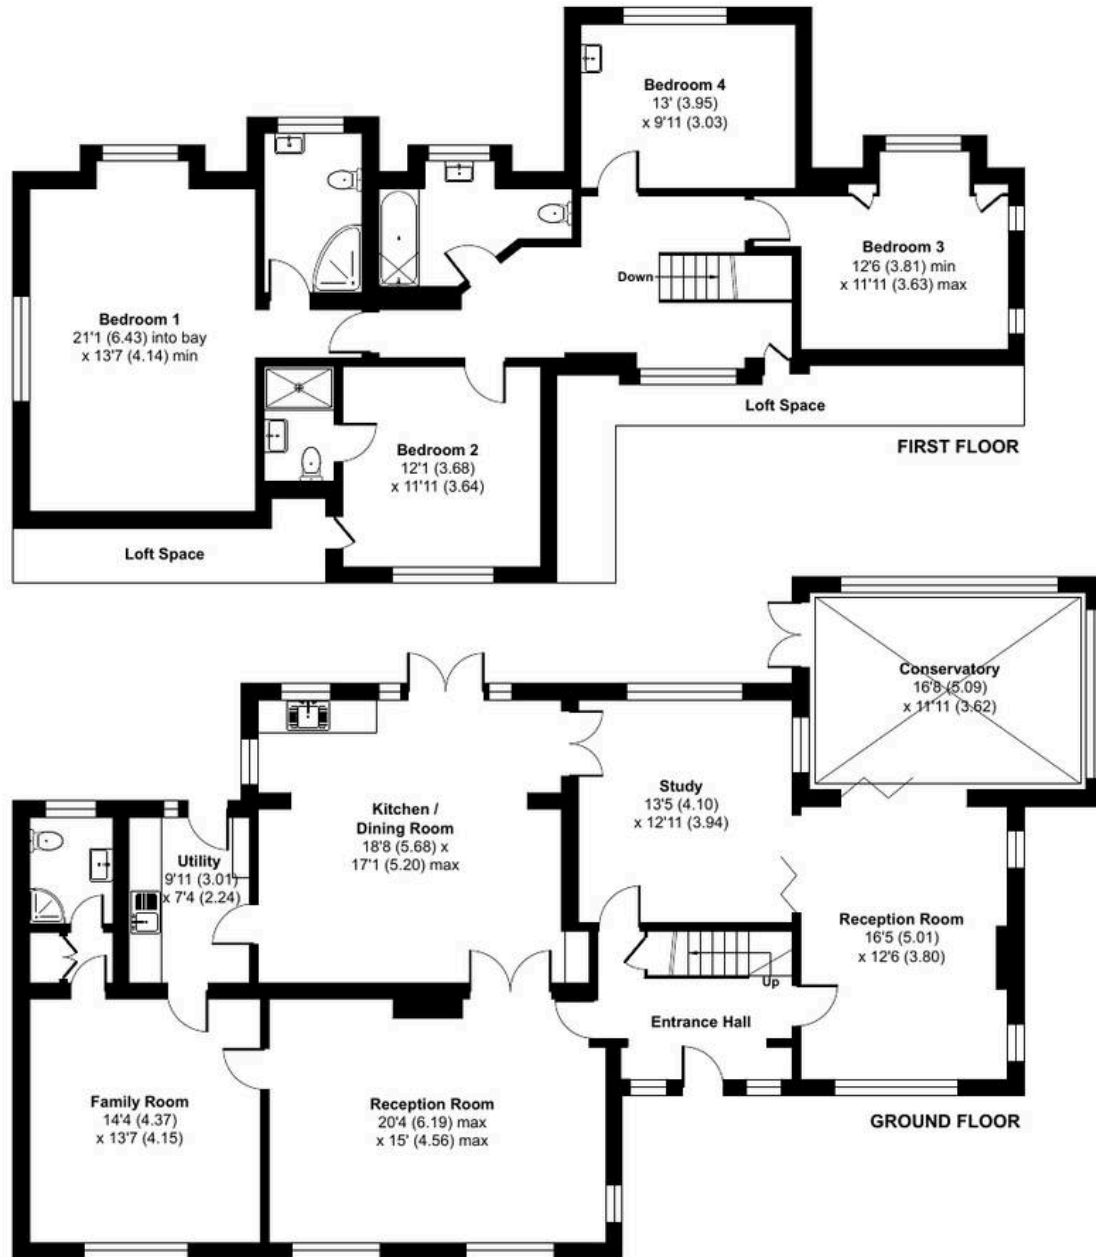 Bedroom 4
13' (3.95)
x 9'11 (3.03)
Bedroom 3
12'6 (3.81) min
x 11'11 (3.63) max
Down
Bedroom 1
21'1 (6.43) into bay
x 13'7 (4.14) min
Loft Space
FIRST FLOOR
Bedroom 2
12'1 (3.68)
x 11'11 (3.64)
Loft Space
Conservatory
16'8 (5.09)
x 11'11 (3.62)
Study
13'5 (4.10)
x 12'11 (3.94)
Kitchen /
Dining Room
18'8 (5.68) x
17'1 (5.20) max
Utility
9'11 (3.01)
x 7'4 (2.24)
Reception Room
16'5 (5.01)
x 12'6 (3.80)
Up
Entrance Hall
Family Room
14'4 (4.37)
x 13'7 (4.15)
Reception Room
20'4 (6.19) max
x 15' (4.56) max
GROUND FLOOR